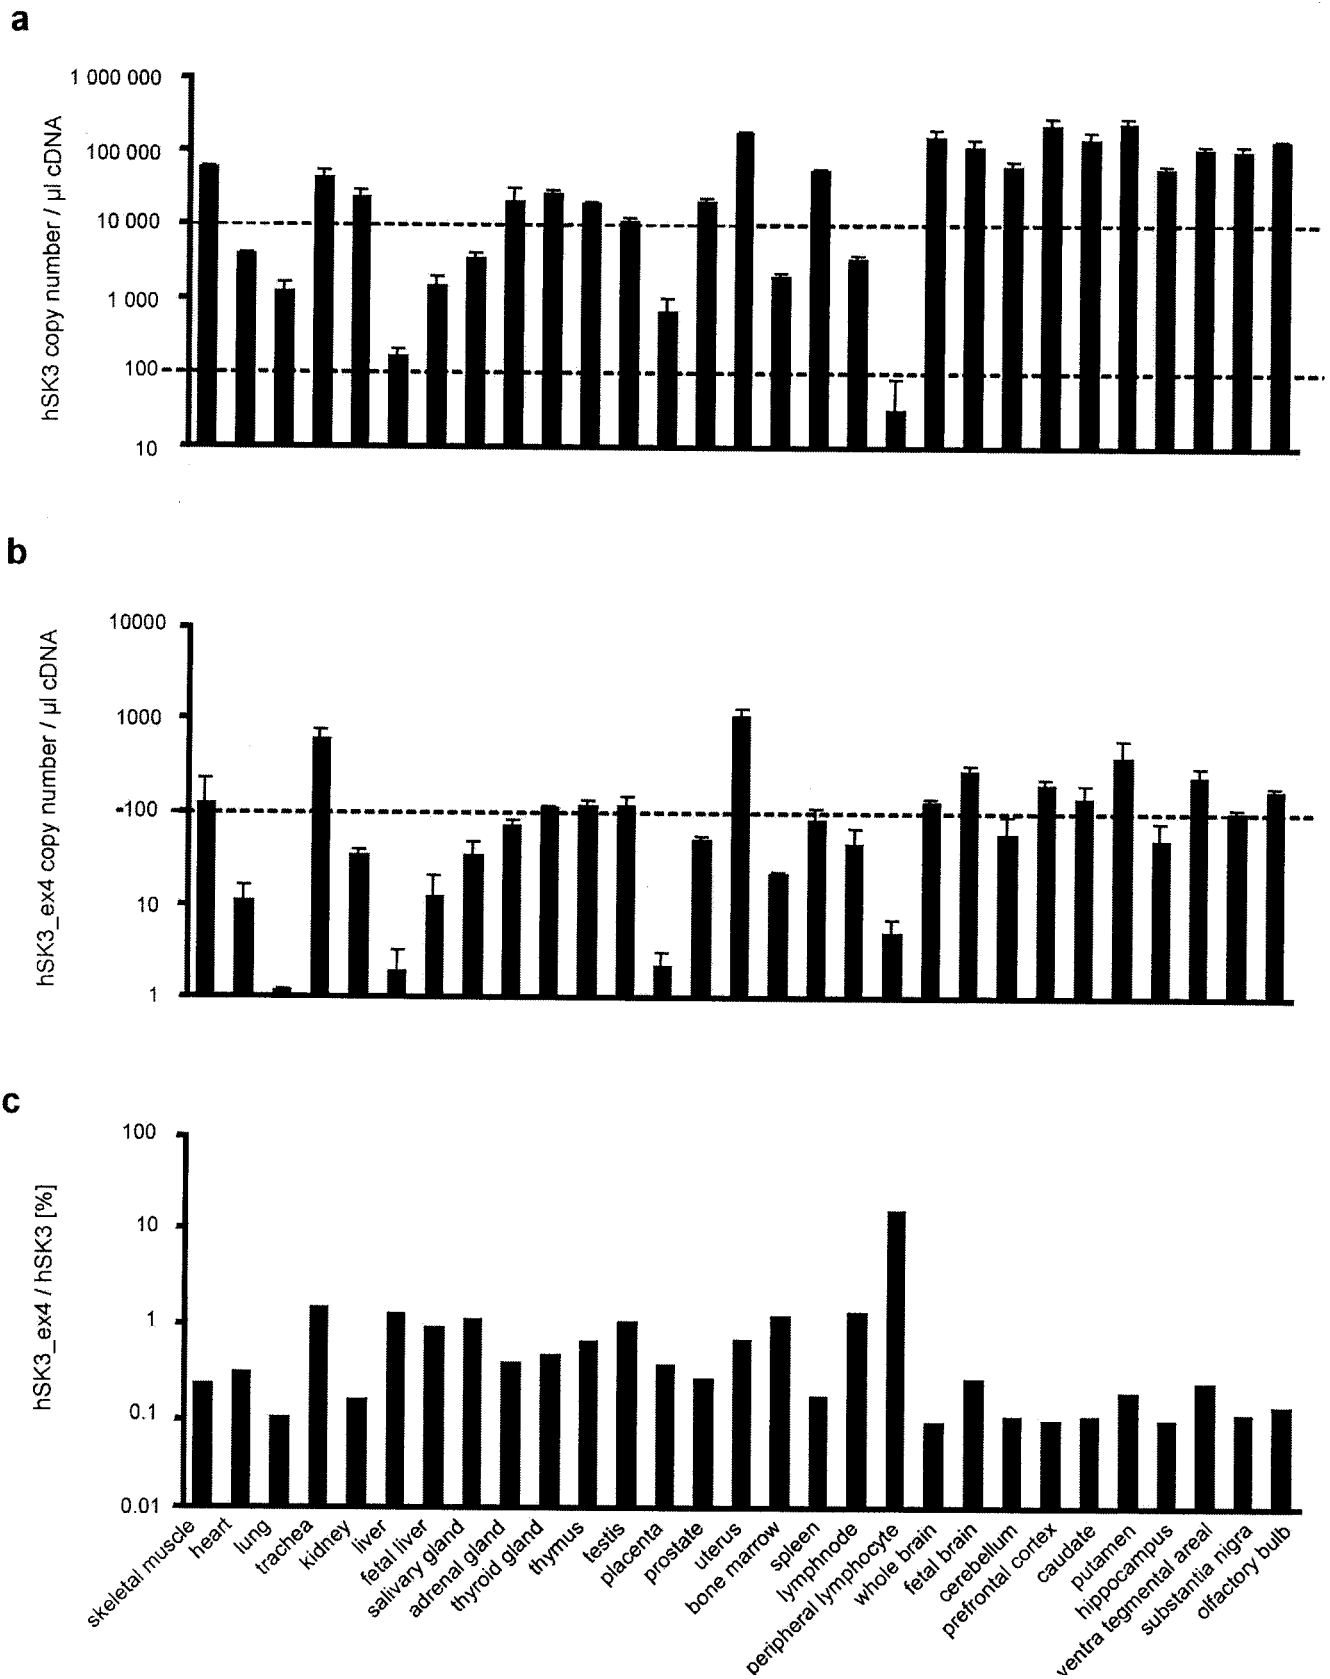 a
1 000 000
100 000
10 000
1 000
100
10
hSK3 copy number / µl cDNA
b
10000
1000
100
10
1
hSK3_ex4 copy number / µl cDNA
c
100
10
1
0.1
0.01
hSK3_ex4 / hSK3 [%]
skeletal muscle
heart
lung
trachea
kidney
liver
fetal liver
salivary gland
adrenal gland
thyroid gland
thymus
testis
placenta
prostate
uterus
bone marrow
spleen
lymphnode
peripheral lymphocyte
whole brain
fetal brain
cerebellum
prefrontal cortex
caudate
putamen
hippocampus
ventra tegmental areal
substantia nigra
olfactory bulb